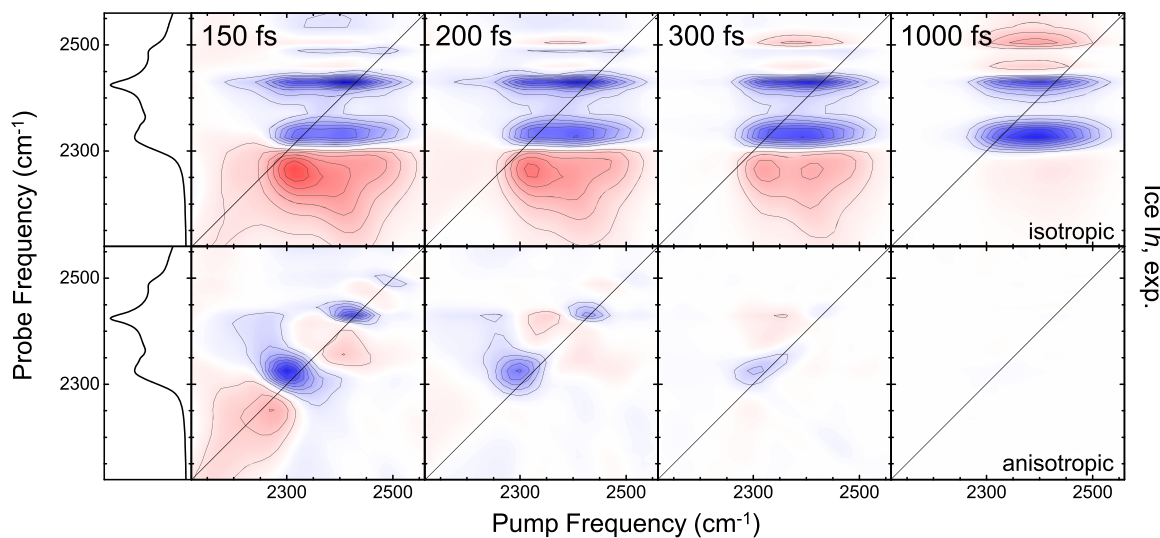 150 fs
200 fs
300 fs
1000 fs
2500
2300
isotropic
2500
2300
anisotropic
2300
2500
2300
2500
2300
2500
2300
2500
Probe Frequency (cm-1)
Pump Frequency (cm-1)
Ice Ih, exp.